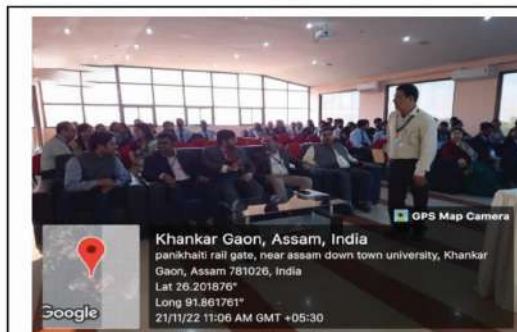 GPS Map Camera
Khankar Gaon, Assam, India
panikhaiti rail gate, near assam down town university, Khankar
Gaon, Assam 781026, India
Lat 26.201876°
Long 91.861761°
21/11/22 11:06 AM GMT +05:30
Google